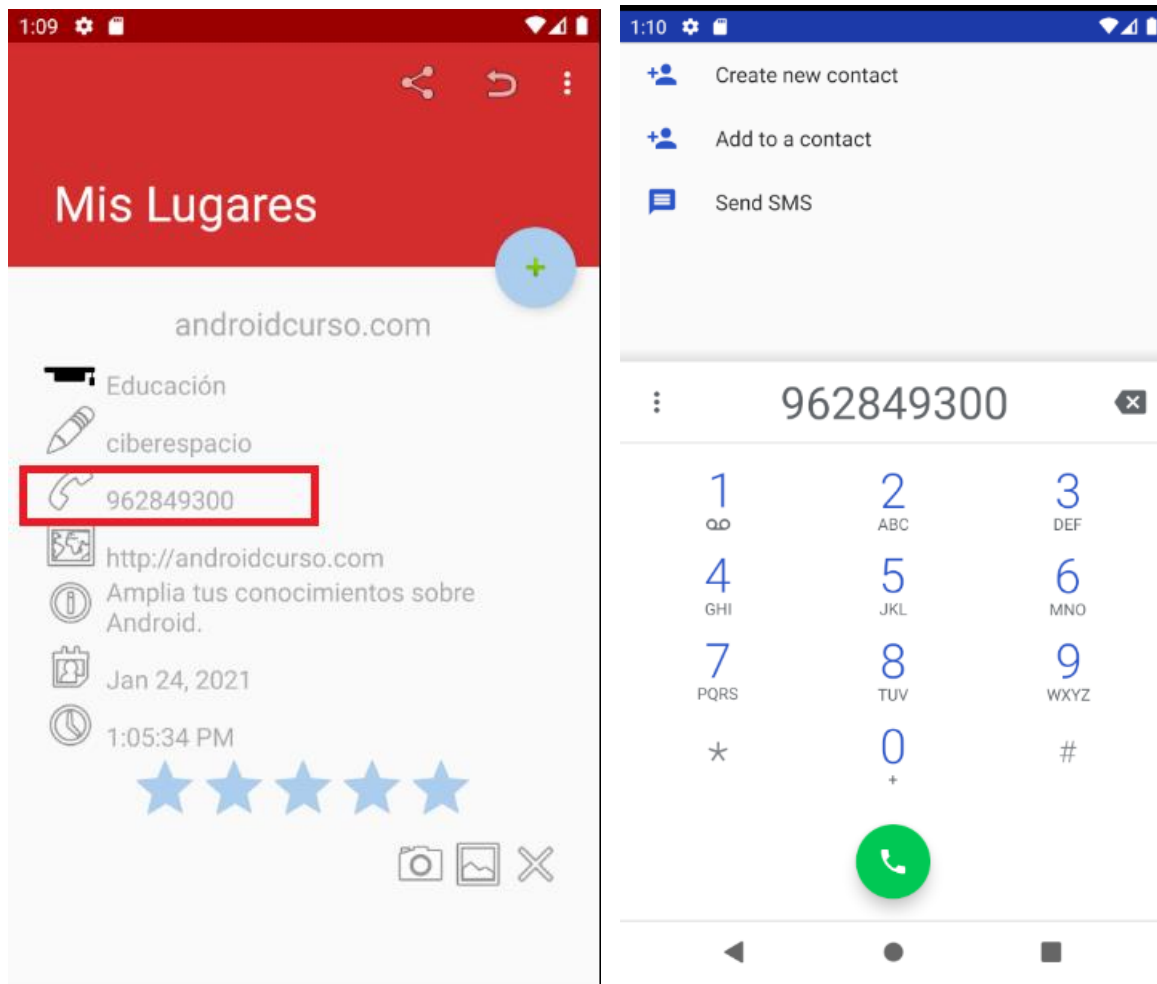 1:09
Mis Lugares
+
androidcurso.com
Educación
ciberespacio
962849300
http://androidcurso.com
Amplia tus conocimientos sobre
Android.
Jan 24, 2021
1:05:34 PM
1:10
Create new contact
Add to a contact
Send SMS
962849300
1 2 3
ABC DEF
4 5 6
GHI JKL MNO
7 8 9
PQRS TUV WXYZ
* 0 #
+